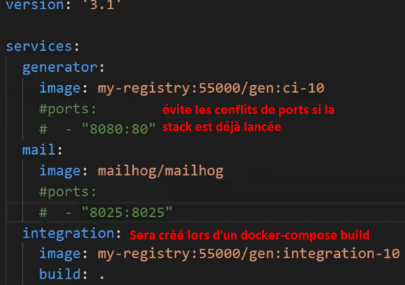 version: '3.1'
services:
generator:
image: my-registry:55000/gen:ci-10
#ports: évite les conflits de ports si la
# - "8080:80" stack est déjà lancée
mail:
image: mailhog/mailhog
#ports:
# - "8025:8025"
integration: Sera créé lors d'un docker-compose build
image: my-registry:55000/gen:integration-10
build: .